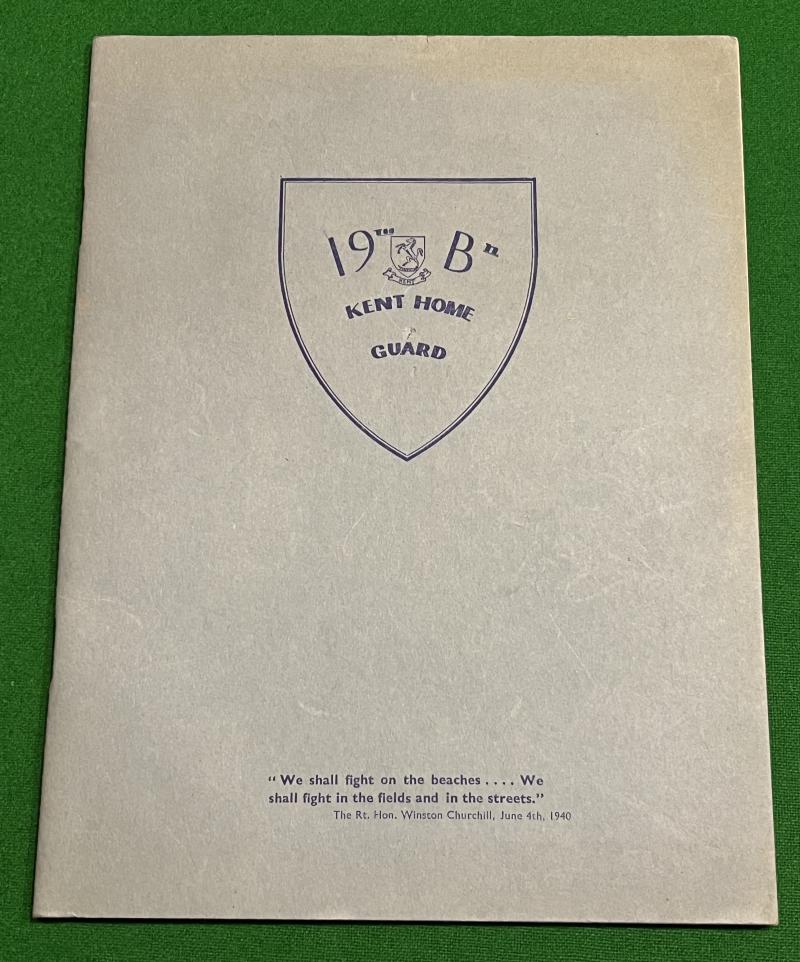 19TH Bn
KENT
KENT HOME
GUARD
“ We shall fight on the beaches . . . . We
shall fight in the fields and in the streets.”
The Rt. Hon. Winston Churchill, June 4th, 1940